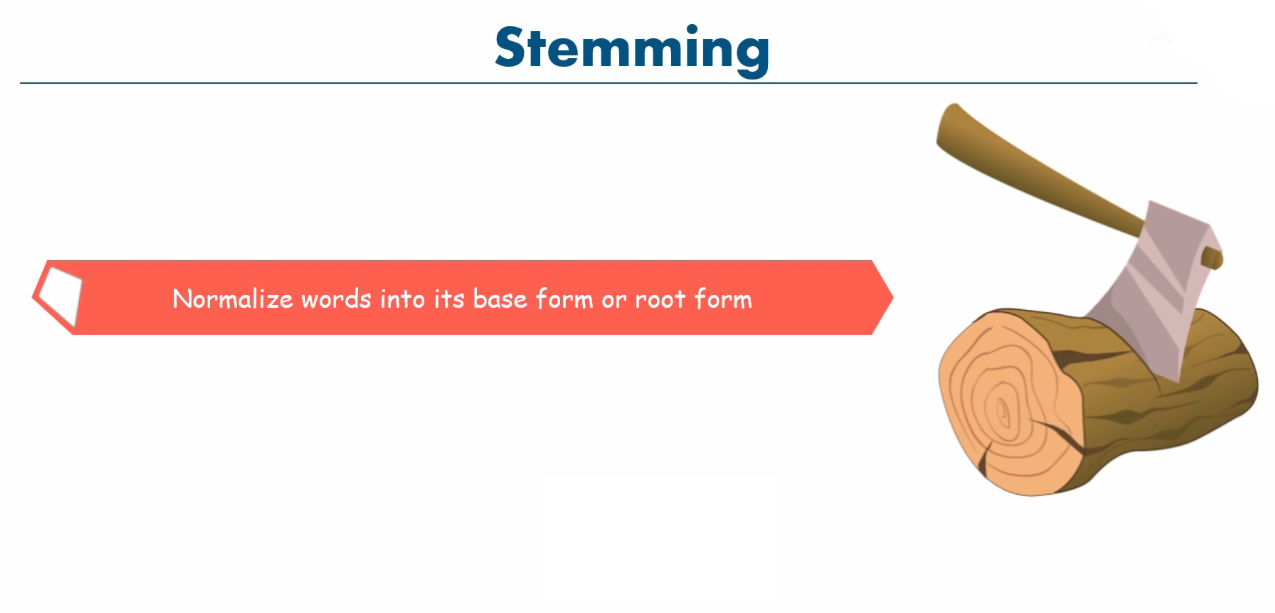 Stemming
Normalize words into its base form or root form